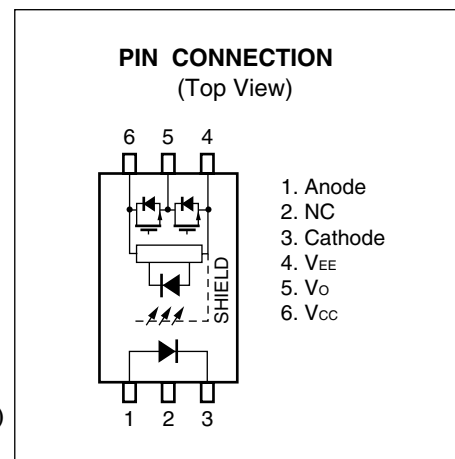 PIN CONNECTION
(Top View)
6 5 4
SHIELD
1 2 3
1. Anode
2. NC
3. Cathode
4. VEE
5. VO
6. VCC
)